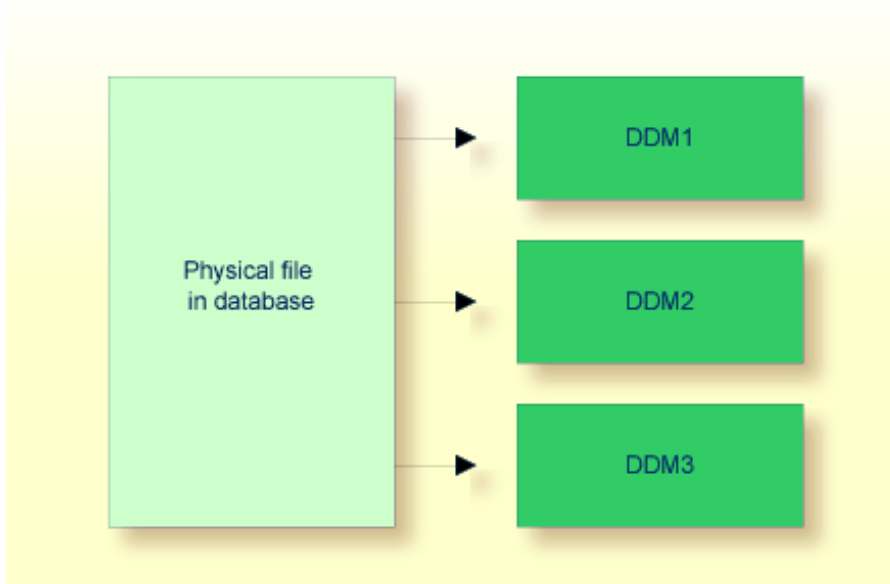 Physical file
in database
DDM1
DDM2
DDM3